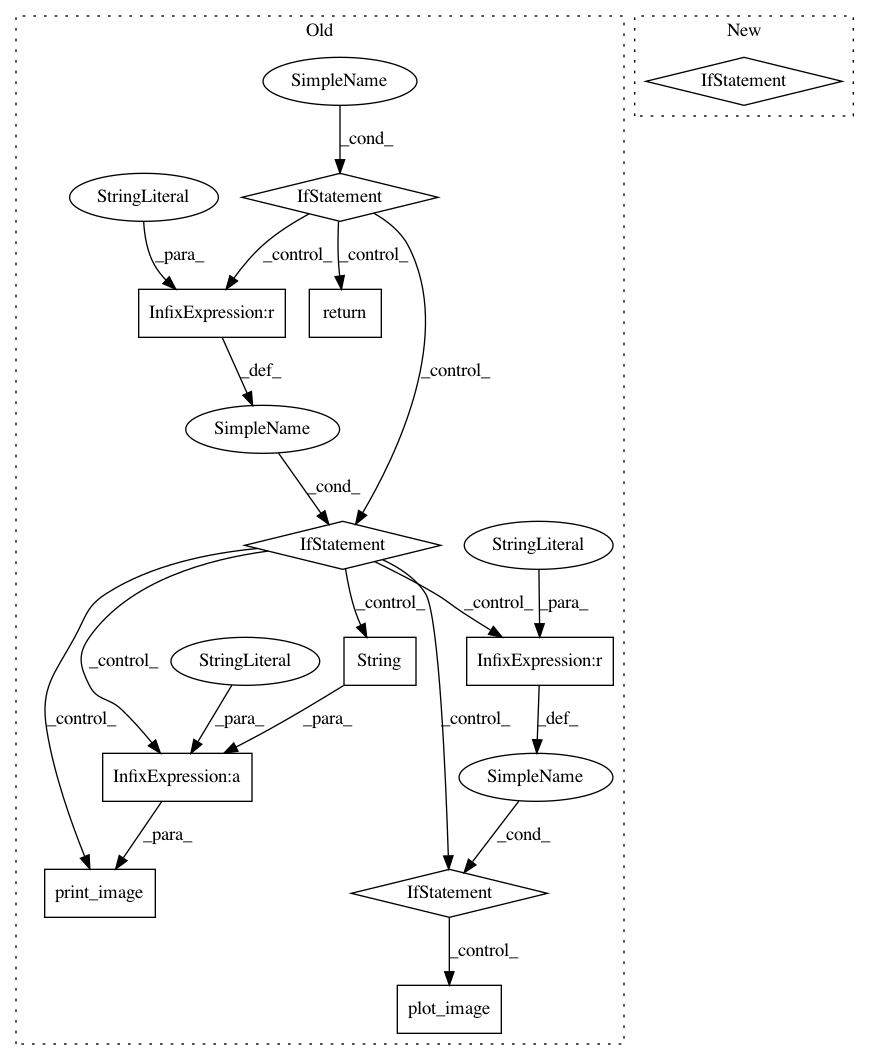 Old
New
SimpleName
IfStatement
_cond_
StringLiteral
IfStatement
_para_
_control_
_control_
InfixExpression:r
return
_def_
_control_
SimpleName
_cond_
IfStatement
StringLiteral
_control_
_control_
_para_
_control_
StringLiteral
String
InfixExpression:r
_control_
_para_
_para_
_control_
_def_
InfixExpression:a
SimpleName
_para_
_cond_
print_image
IfStatement
_control_
plot_image